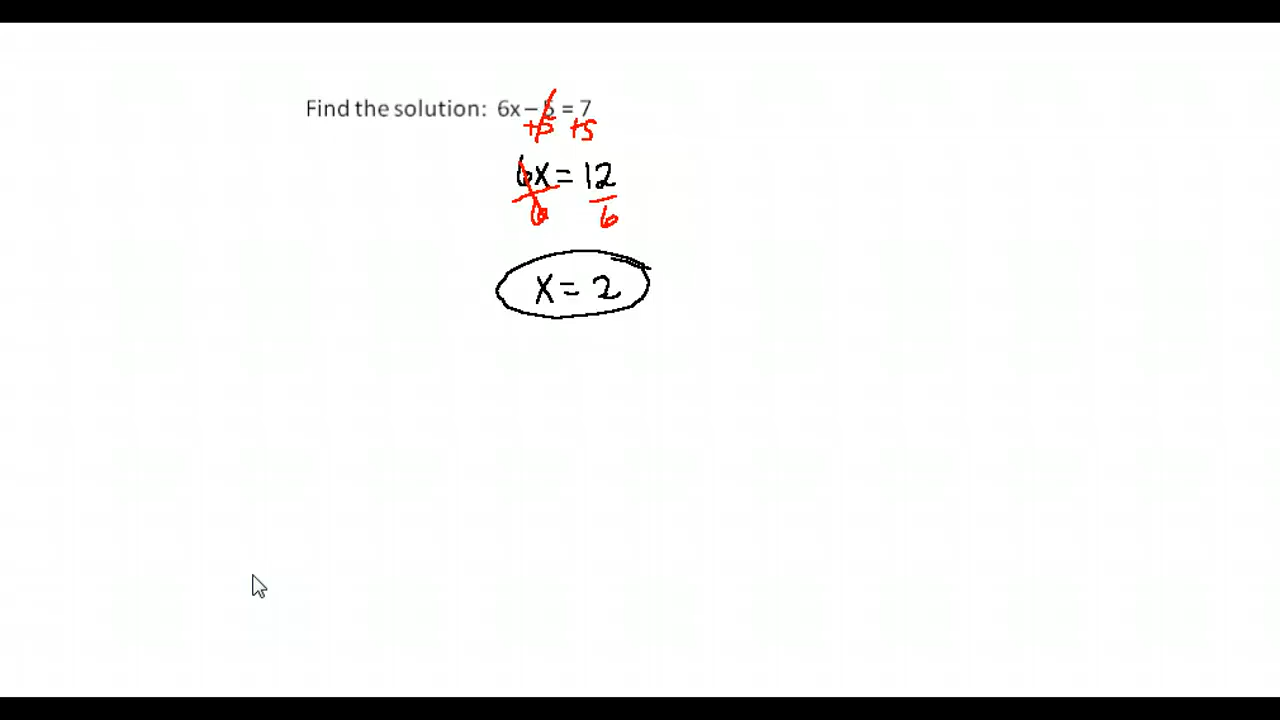 Find the solution: 6x – 5 = 7
+5 +5
6x = 12
6 6
x = 2